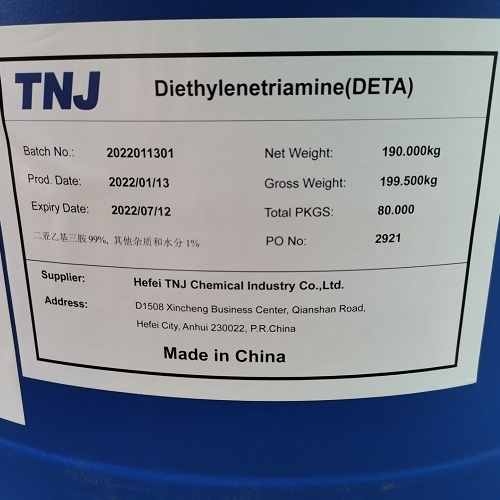 TNJ Diethylenetriamine(DETA)
Batch No.: 2022011301 Net Weight: 190.000kg
Prod. Date: 2022/01/13 Gross Weight: 199.500kg
Expiry Date: 2022/07/12 Total PKGS: 80.000
二亚乙基三胺 99%, 其他杂质和水分 1% PO No: 2921
Supplier: Hefei TNJ Chemical Industry Co.,Ltd.
Address: D1508 Xincheng Business Center, Qianshan Road,
Hefei City, Anhui 230022, P.R.China
Made in China